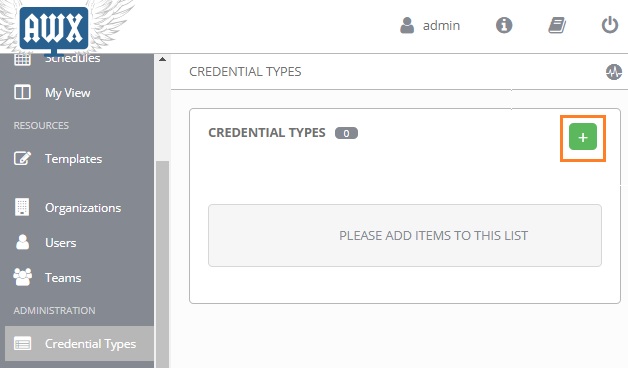 AWX
admin
Schedules
My View
RESOURCES
Templates
Organizations
Users
Teams
ADMINISTRATION
Credential Types
CREDENTIAL TYPES
CREDENTIAL TYPES 0
+
PLEASE ADD ITEMS TO THIS LIST